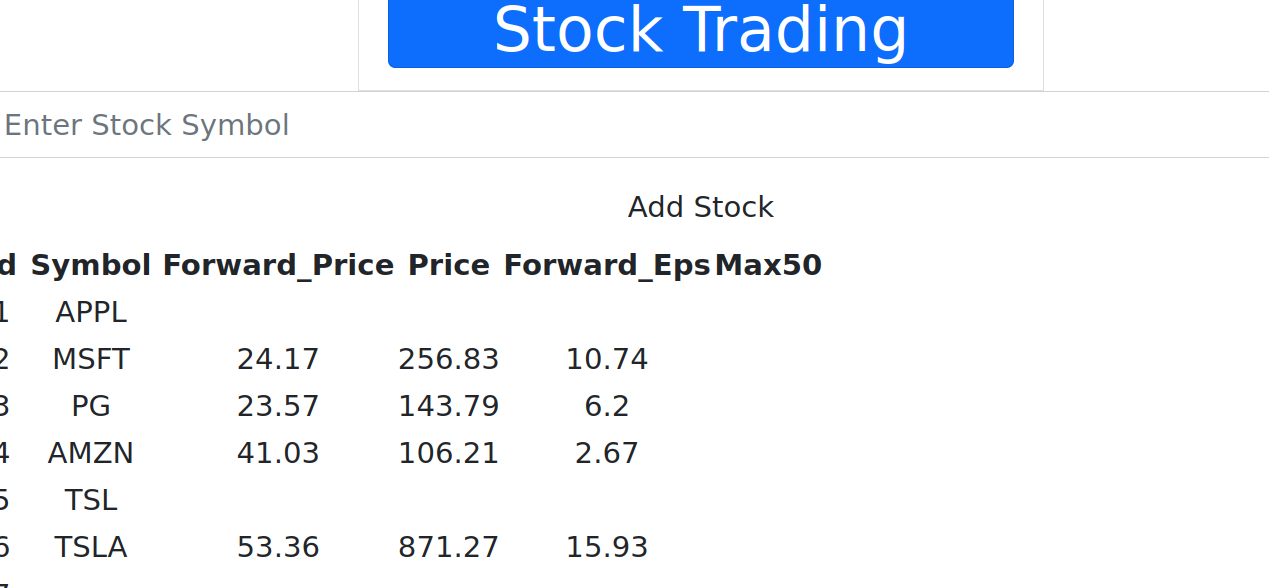 Stock Trading
Enter Stock Symbol
Add Stock
d Symbol Forward_Price Price Forward_Eps Max50
1 APPL
2 MSFT 24.17 256.83 10.74
3 PG 23.57 143.79 6.2
4 AMZN 41.03 106.21 2.67
5 TSL
6 TSLA 53.36 871.27 15.93